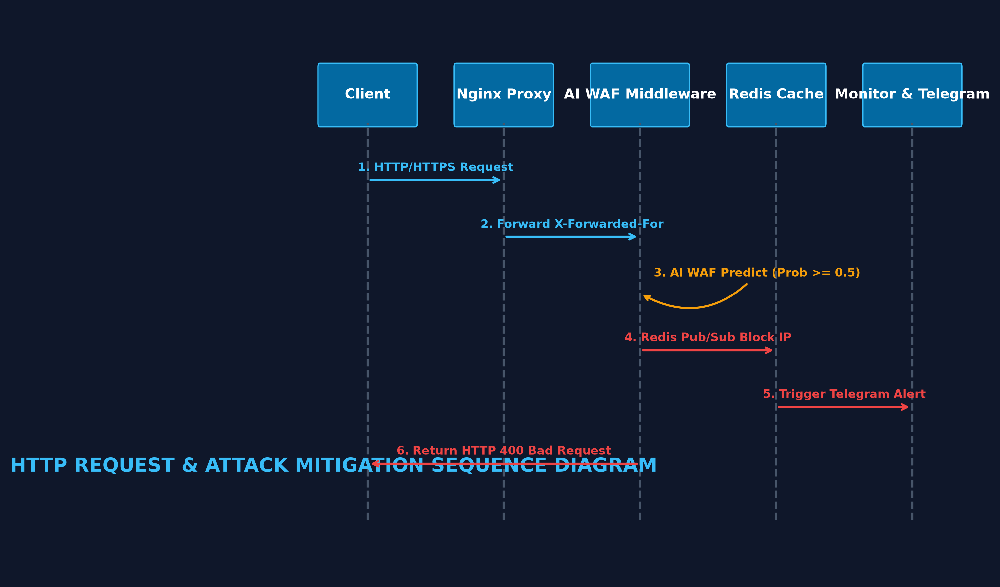 Client
Nginx Proxy
AI WAF Middleware
Redis Cache
Monitor & Telegram
1. HTTP/HTTPS Request
2. Forward X-Forwarded-For
3. AI WAF Predict (Prob >= 0.5)
4. Redis Pub/Sub Block IP
5. Trigger Telegram Alert
6. Return HTTP 400 Bad Request
HTTP REQUEST & ATTACK MITIGATION SEQUENCE DIAGRAM